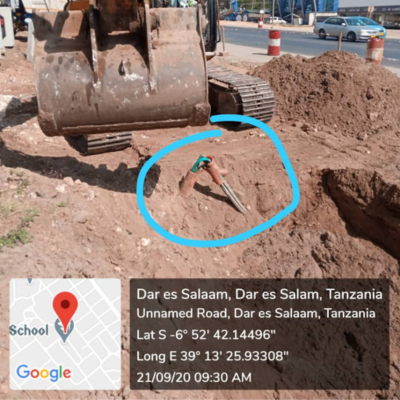 Dar es Salaam, Dar es Salam, Tanzania
Unnamed Road, Dar es Salaam, Tanzania
Lat S -6° 52' 42.14496"
Long E 39° 13' 25.93308"
21/09/20 09:30 AM
School
Google